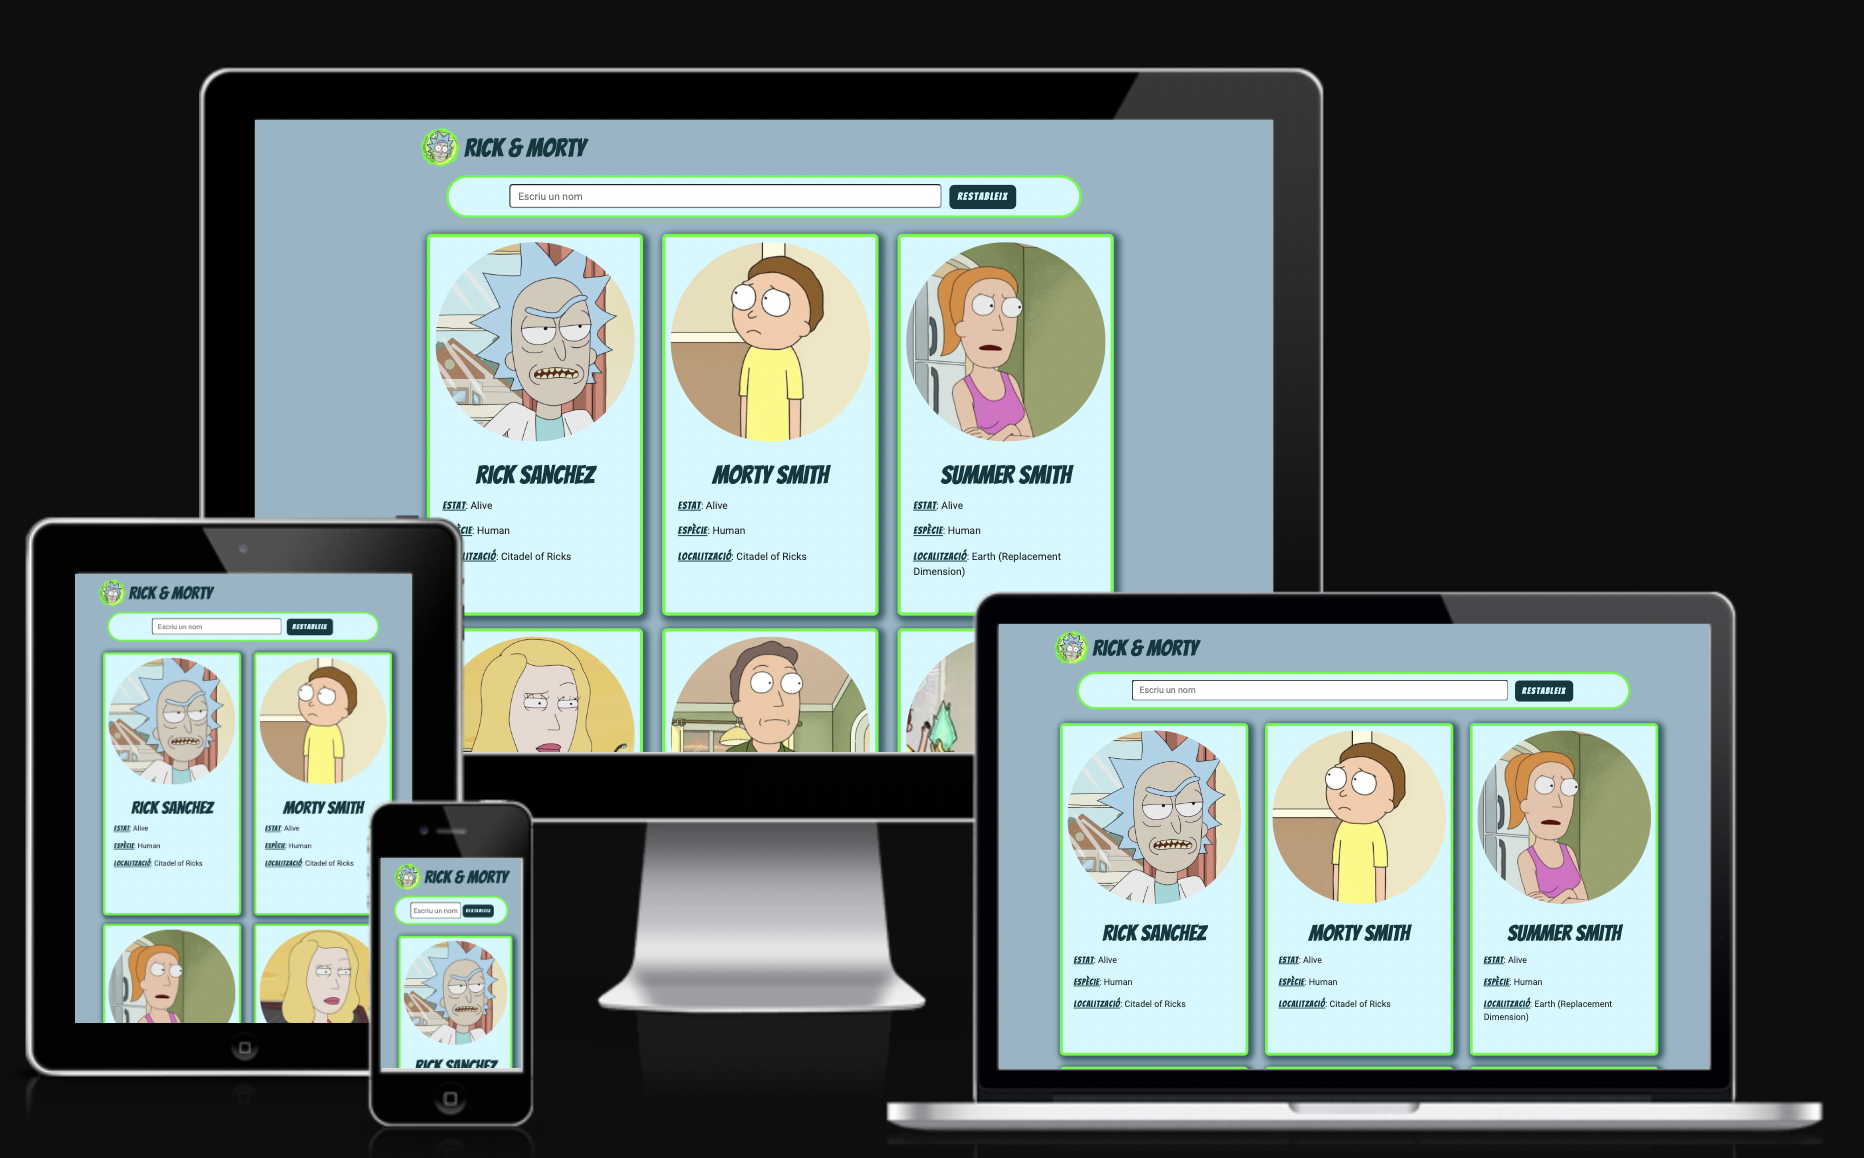 RICK & MORTY
Escriu un nom
RESTABLEIX
RICK SANCHEZ
ESTAT: Alive
CIE: Human
LITZACIÓ: Citadel of Ricks
MORTY SMITH
ESTAT: Alive
ESPÈCIE: Human
LOCALITZACIÓ: Citadel of Ricks
SUMMER SMITH
ESTAT: Alive
ESPÈCIE: Human
LOCALITZACIÓ: Earth (Replacement
Dimension)
RICK & MORTY
Escriu un nom
RESTABLEIX
RICK SANCHEZ
ESTAT: Alive
ESPÈCIE: Human
LOCALITZACIÓ: Citadel of Ricks
MORTY SMITH
ESTAT: Alive
ESPÈCIE: Human
LOCALITZACIÓ: Citadel of Ricks
RICK & MORTY
Escriu un nom
RESTABLEIX
RICK SANCHEZ
RICK & MORTY
Escriu un nom
RESTABLEIX
RICK SANCHEZ
ESTAT: Alive
ESPÈCIE: Human
LOCALITZACIÓ: Citadel of Ricks
MORTY SMITH
ESTAT: Alive
ESPÈCIE: Human
LOCALITZACIÓ: Citadel of Ricks
SUMMER SMITH
ESTAT: Alive
ESPÈCIE: Human
LOCALITZACIÓ: Earth (Replacement
Dimension)